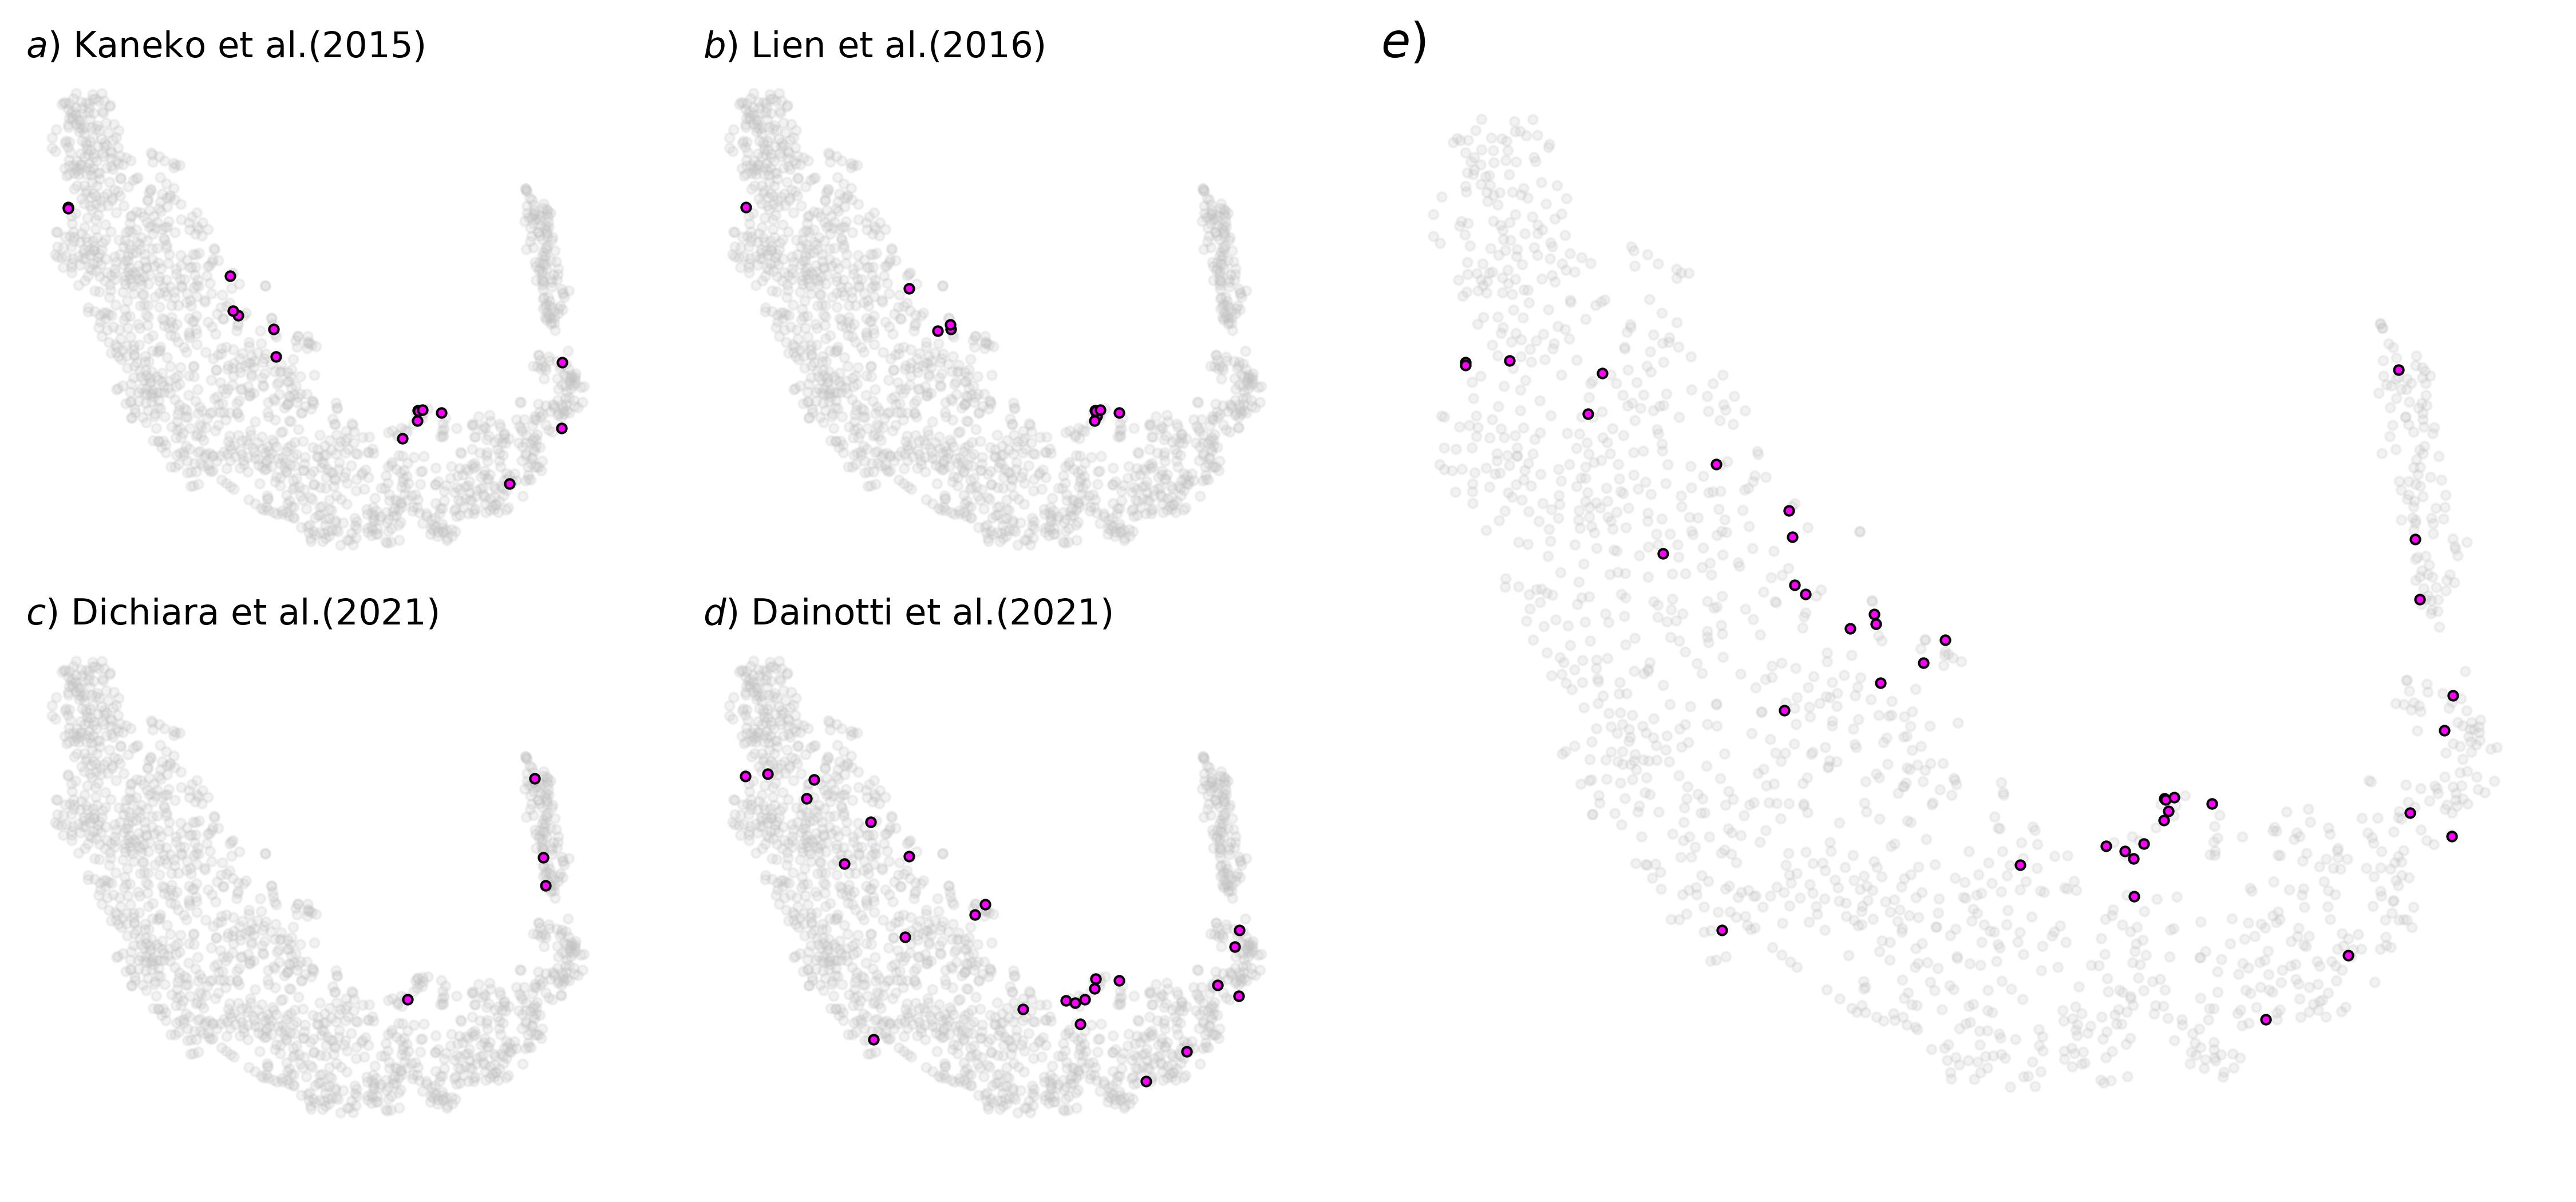 a) Kaneko et al.(2015)
b) Lien et al.(2016)
e)
c) Dichiara et al.(2021)
d) Dainotti et al.(2021)